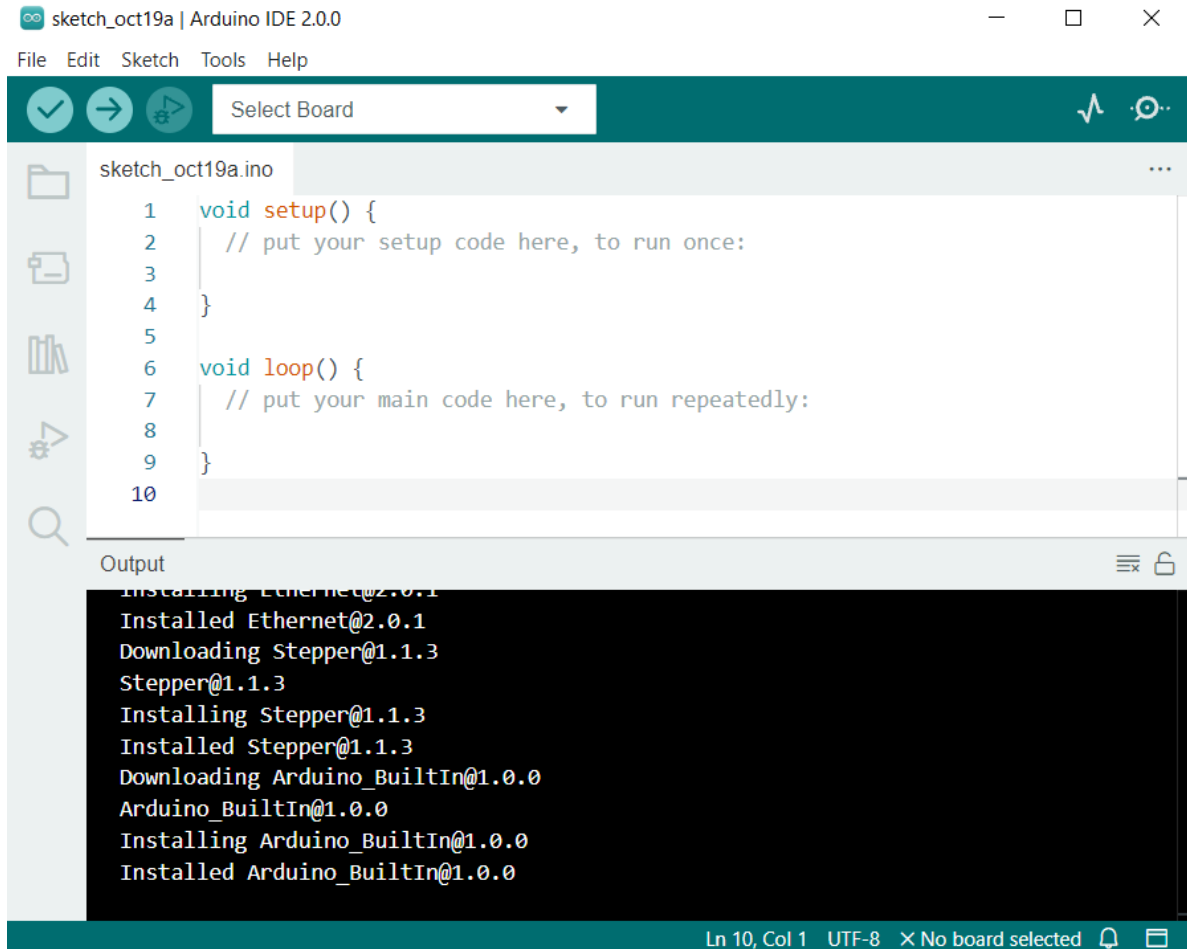 sketch_oct19a | Arduino IDE 2.0.0
File Edit Sketch Tools Help
Select Board
sketch_oct19a.ino
1 void setup() {
2 // put your setup code here, to run once:
3
4 }
5
6 void loop() {
7 // put your main code here, to run repeatedly:
8
9 }
10
Output
Installing Ethernet@2.0.1
Installed Ethernet@2.0.1
Downloading Stepper@1.1.3
Stepper@1.1.3
Installing Stepper@1.1.3
Installed Stepper@1.1.3
Downloading Arduino_BuiltIn@1.0.0
Arduino_BuiltIn@1.0.0
Installing Arduino_BuiltIn@1.0.0
Installed Arduino_BuiltIn@1.0.0
Ln 10, Col 1 UTF-8 × No board selected